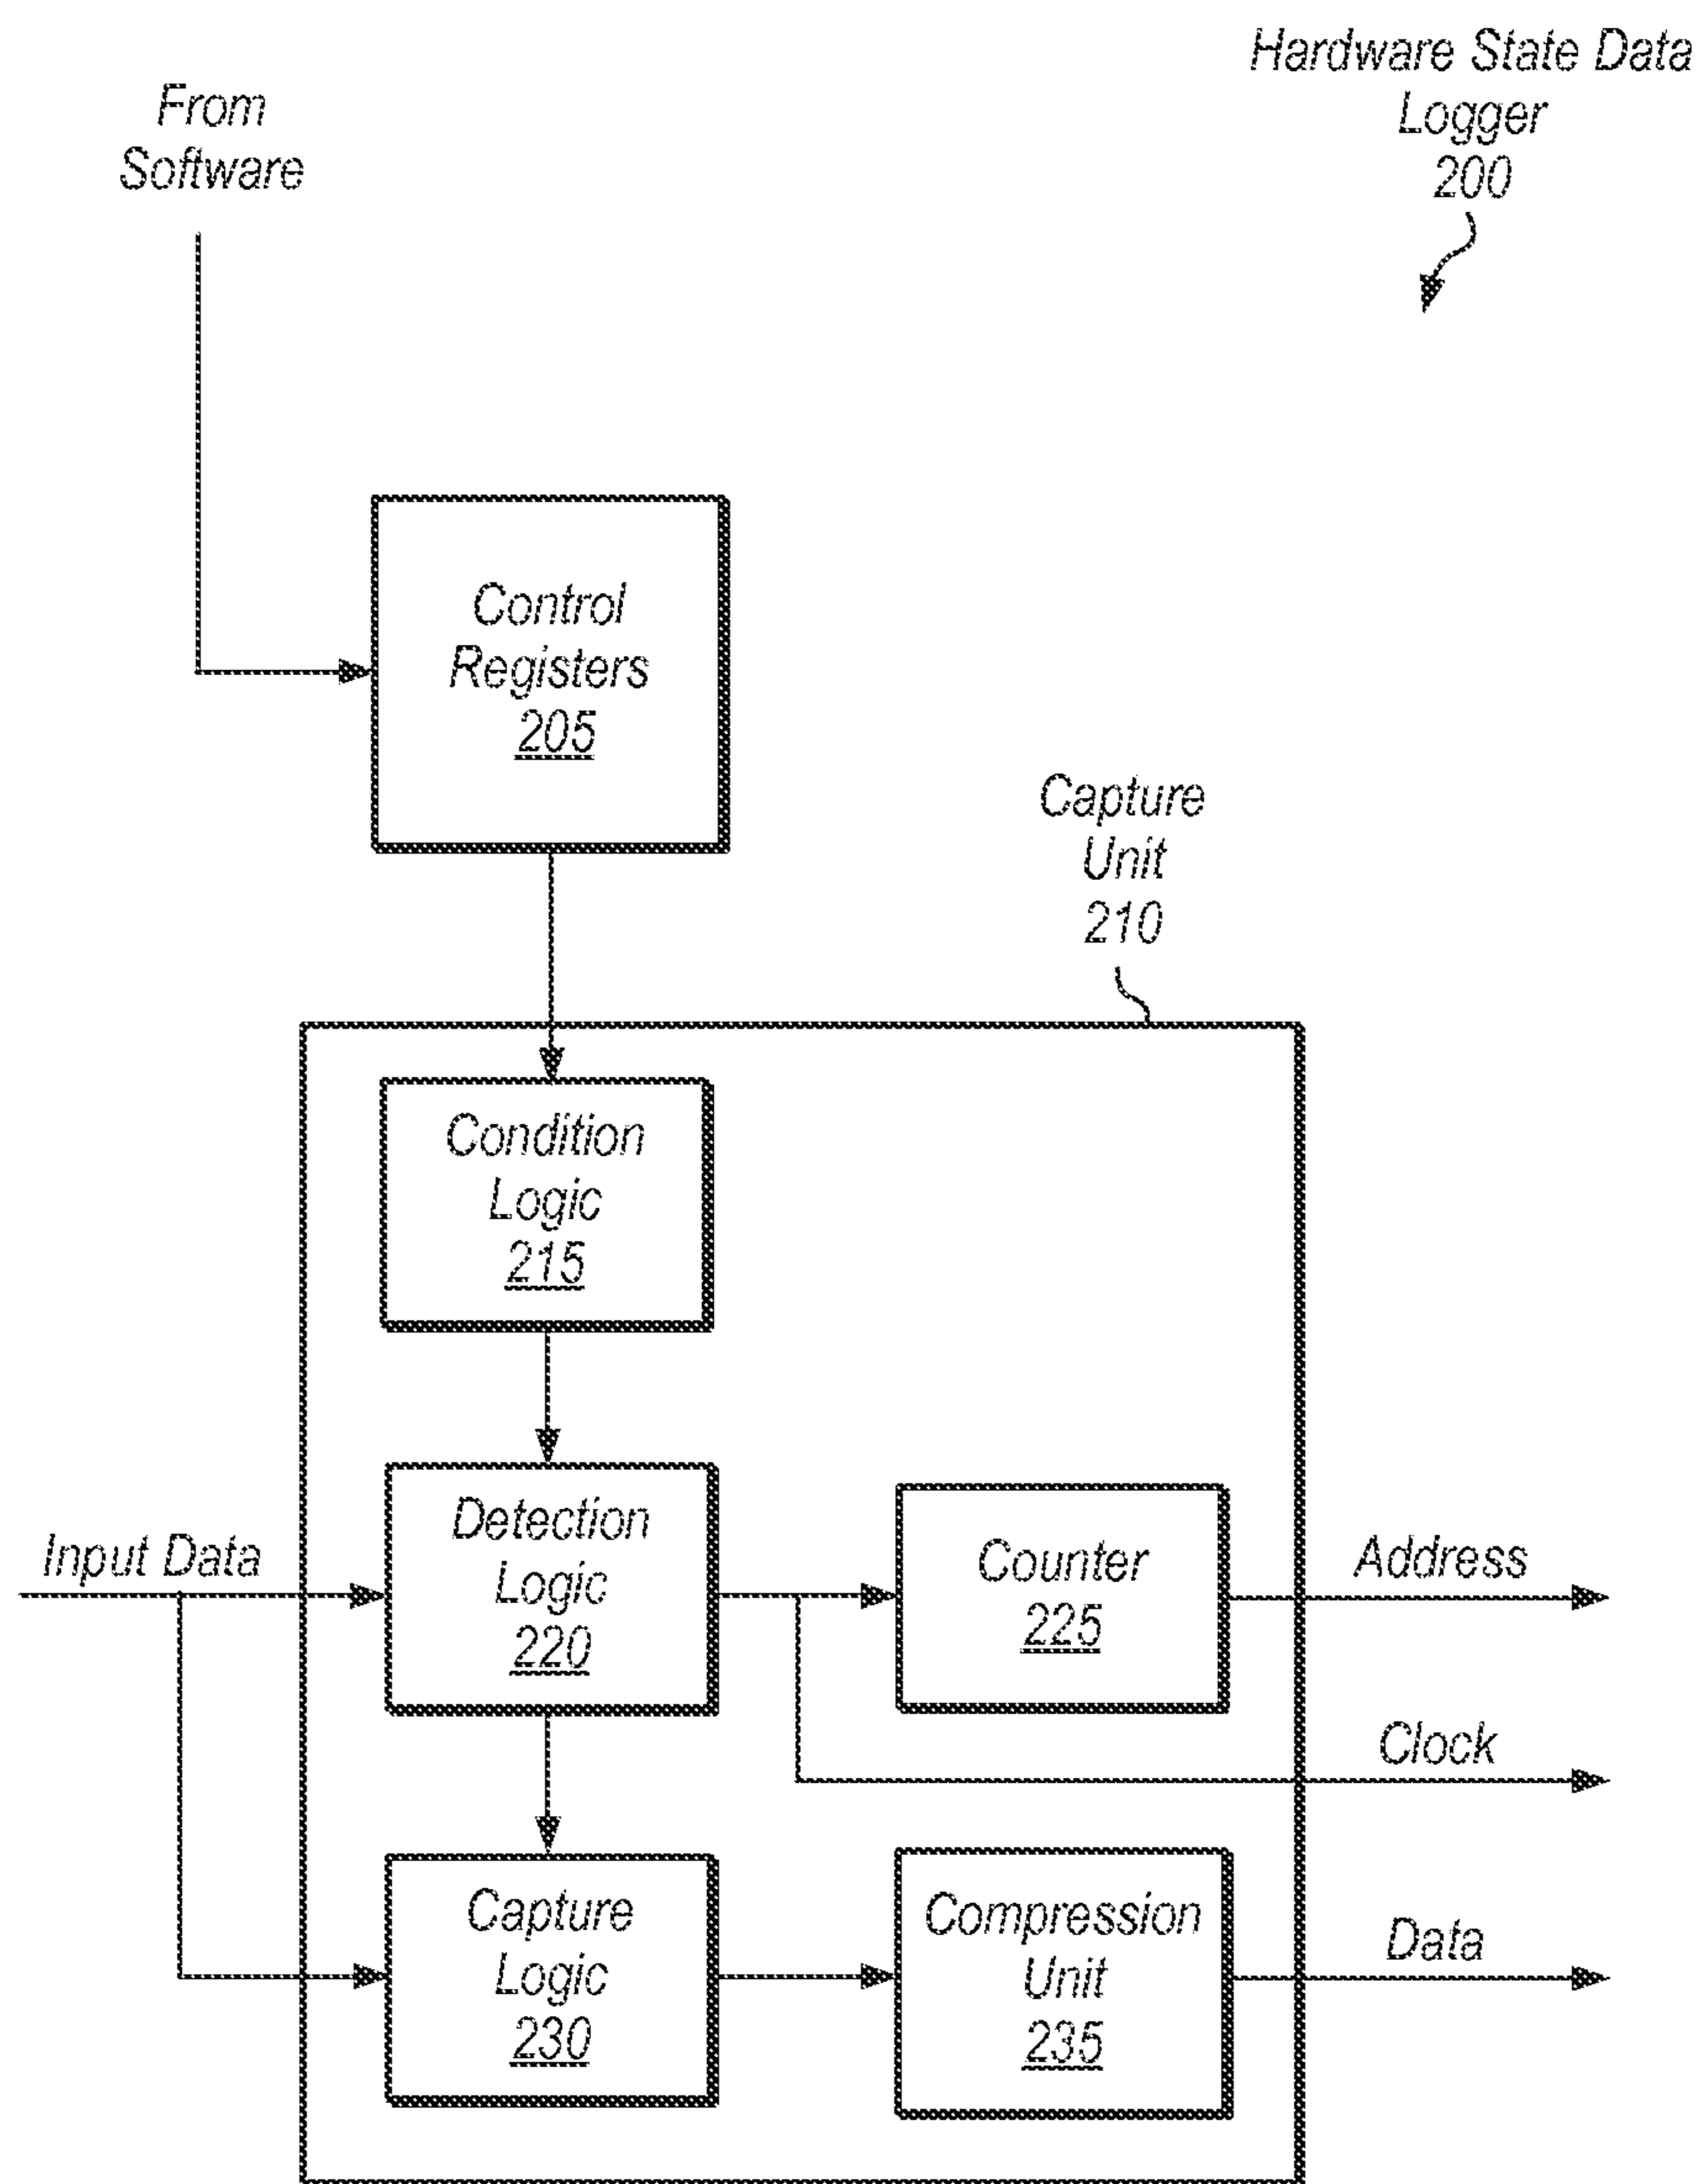 Hardware State Data
Logger
200
From
Software
Control
Registers
205
Capture
Unit
210
Condition
Logic
215
Detection
Logic
220
Input Data
Counter
225
Address
Clock
Capture
Logic
230
Compression
Unit
235
Data